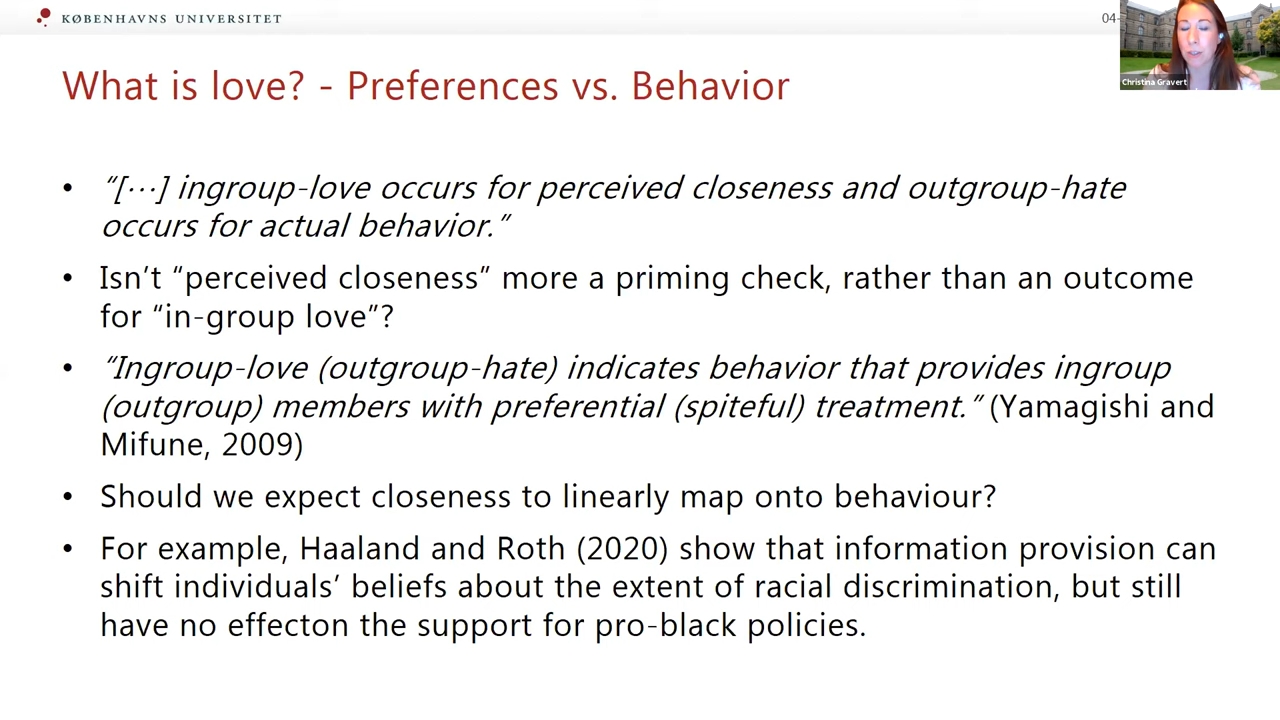 KØBENHAVNS UNIVERSITET
04-
Christina Gravert
What is love? - Preferences vs. Behavior
• “[…] ingroup-love occurs for perceived closeness and outgroup-hate
occurs for actual behavior.”
• Isn’t “perceived closeness” more a priming check, rather than an outcome
for “in-group love”?
• “Ingroup-love (outgroup-hate) indicates behavior that provides ingroup
(outgroup) members with preferential (spiteful) treatment.” (Yamagishi and
Mifune, 2009)
• Should we expect closeness to linearly map onto behaviour?
• For example, Haaland and Roth (2020) show that information provision can
shift individuals’ beliefs about the extent of racial discrimination, but still
have no effecton the support for pro-black policies.